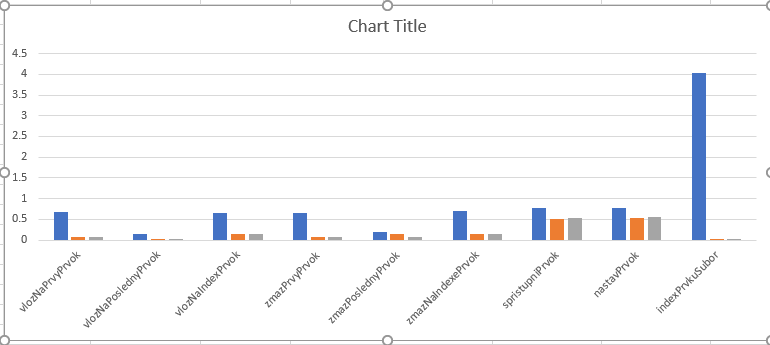 Chart Title
4.5
4
3.5
3
2.5
2
1.5
1
0.5
0
vlozNaPrvyPrvok
vlozNaPoslednyPrvok
vlozNaIndexPrvok
zmazPrvyPrvok
zmazPoslednyPrvok
zmazNaIndexePrvok
spristupniPrvok
nastavPrvok
indexPrvkuSubor